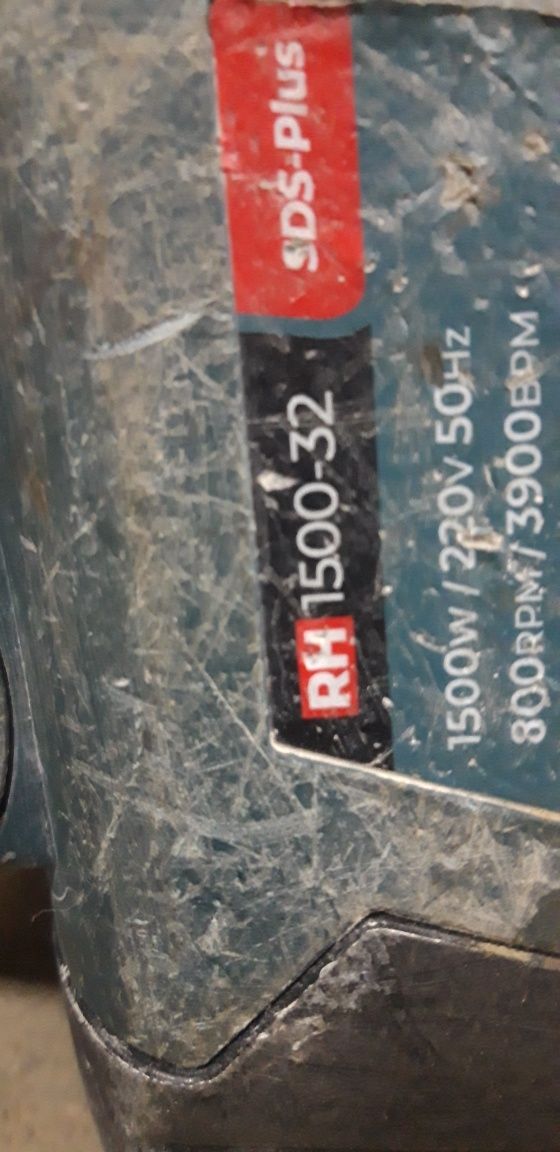 SDS-Plus
RH 1500-32
1500W / 220V 50Hz
800RPM / 3900BPM